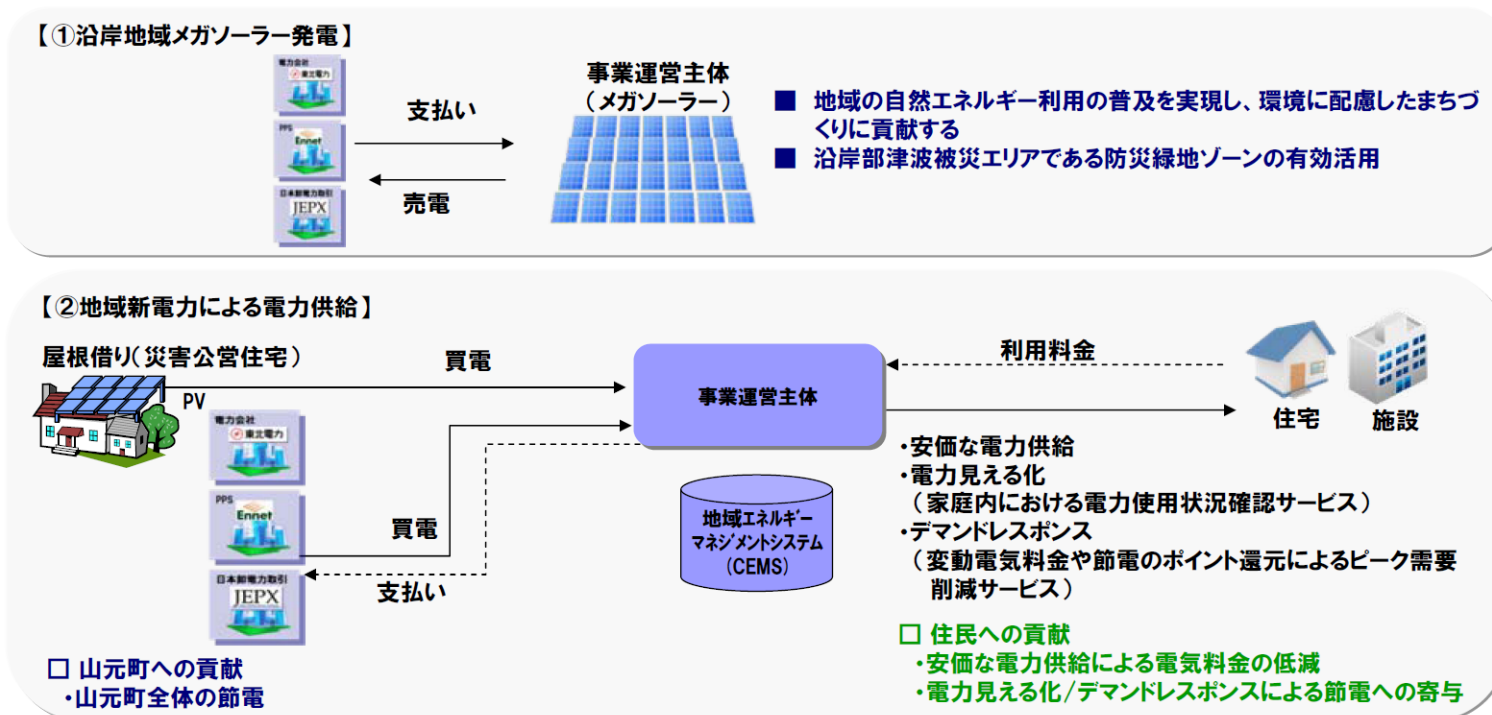 【①沿岸地域メガソーラー発電】
電力会社
東北電力
PPS
Ennet
日本卸電力取引
JEPX
支払い
売電
事業運営主体
（メガソーラー）
■ 地域の自然エネルギー利用の普及を実現し、環境に配慮したまちづ
くりに貢献する
■ 沿岸部津波被災エリアである防災緑地ゾーンの有効活用
【②地域新電力による電力供給】
屋根借り（災害公営住宅）
PV
買電
電力会社
東北電力
PPS
Ennet
日本卸電力取引
JEPX
買電
支払い
事業運営主体
地域エネルギー
マネジメントシステム
(CEMS)
利用料金
住宅
施設
・安価な電力供給
・電力見える化
（家庭内における電力使用状況確認サービス）
・デマンドレスポンス
（変動電気料金や節電のポイント還元によるピーク需要
削減サービス）
□ 山元町への貢献
・山元町全体の節電
□ 住民への貢献
・安価な電力供給による電気料金の低減
・電力見える化/デマンドレスポンスによる節電への寄与